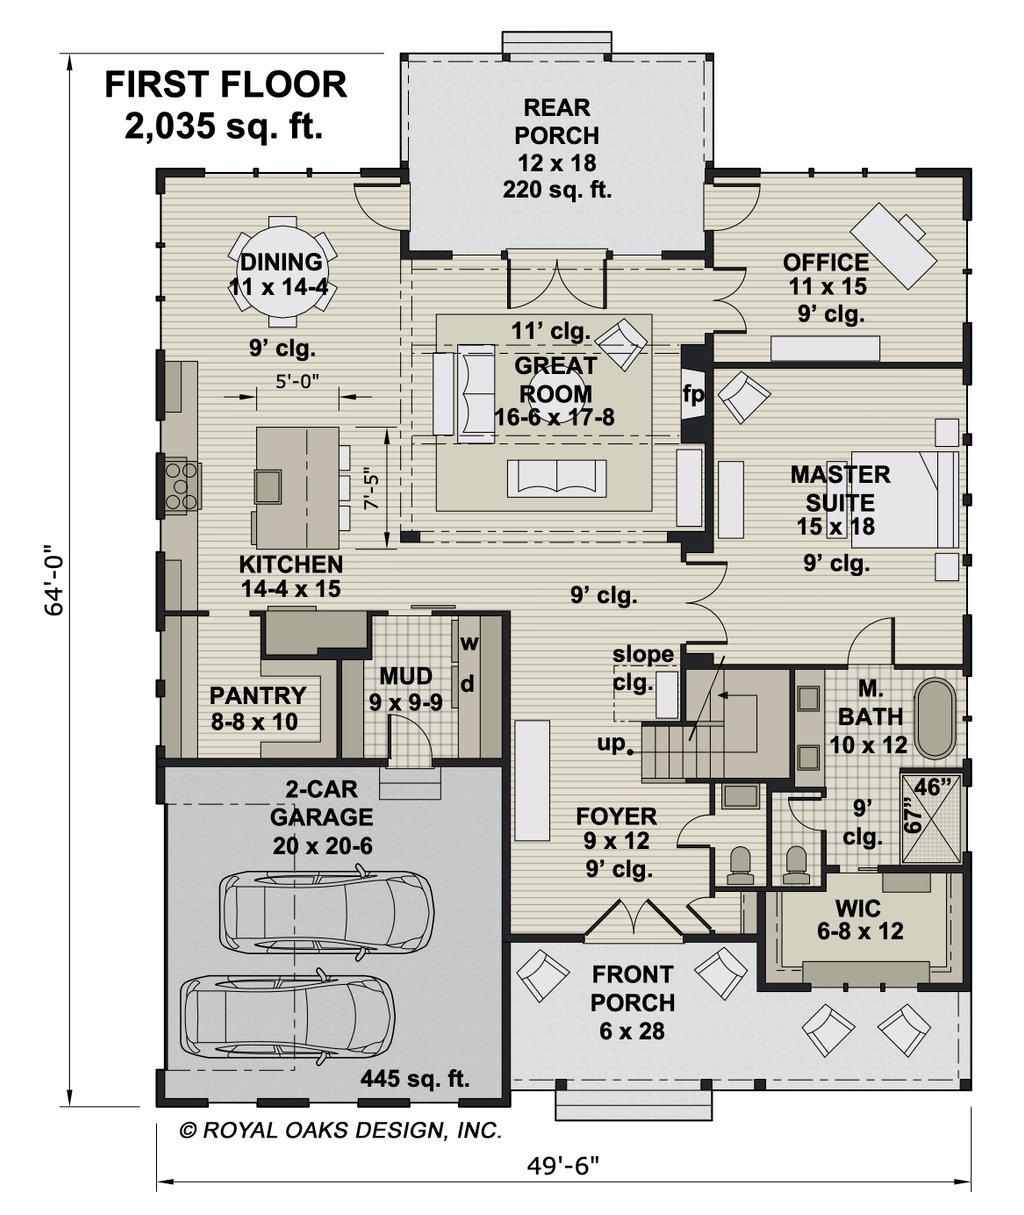 FIRST FLOOR
2,035 sq. ft.
REAR
PORCH
12 x 18
220 sq. ft.
DINING
11 x 14-4
9’ clg.
OFFICE
11 x 15
9’ clg.
11’ clg.
GREAT
ROOM
16-6 x 17-8
fp
5'-0"
7'-5"
MASTER
SUITE
15 x 18
9’ clg.
KITCHEN
14-4 x 15
9’ clg.
64'-0"
slope
clg.
w
d
MUD
9 x 9-9
PANTRY
8-8 x 10
M.
BATH
10 x 12
up
46”
67”
9’
clg.
2-CAR
GARAGE
20 x 20-6
FOYER
9 x 12
9’ clg.
WIC
6-8 x 12
FRONT
PORCH
6 x 28
445 sq. ft.
© ROYAL OAKS DESIGN, INC.
49'-6"